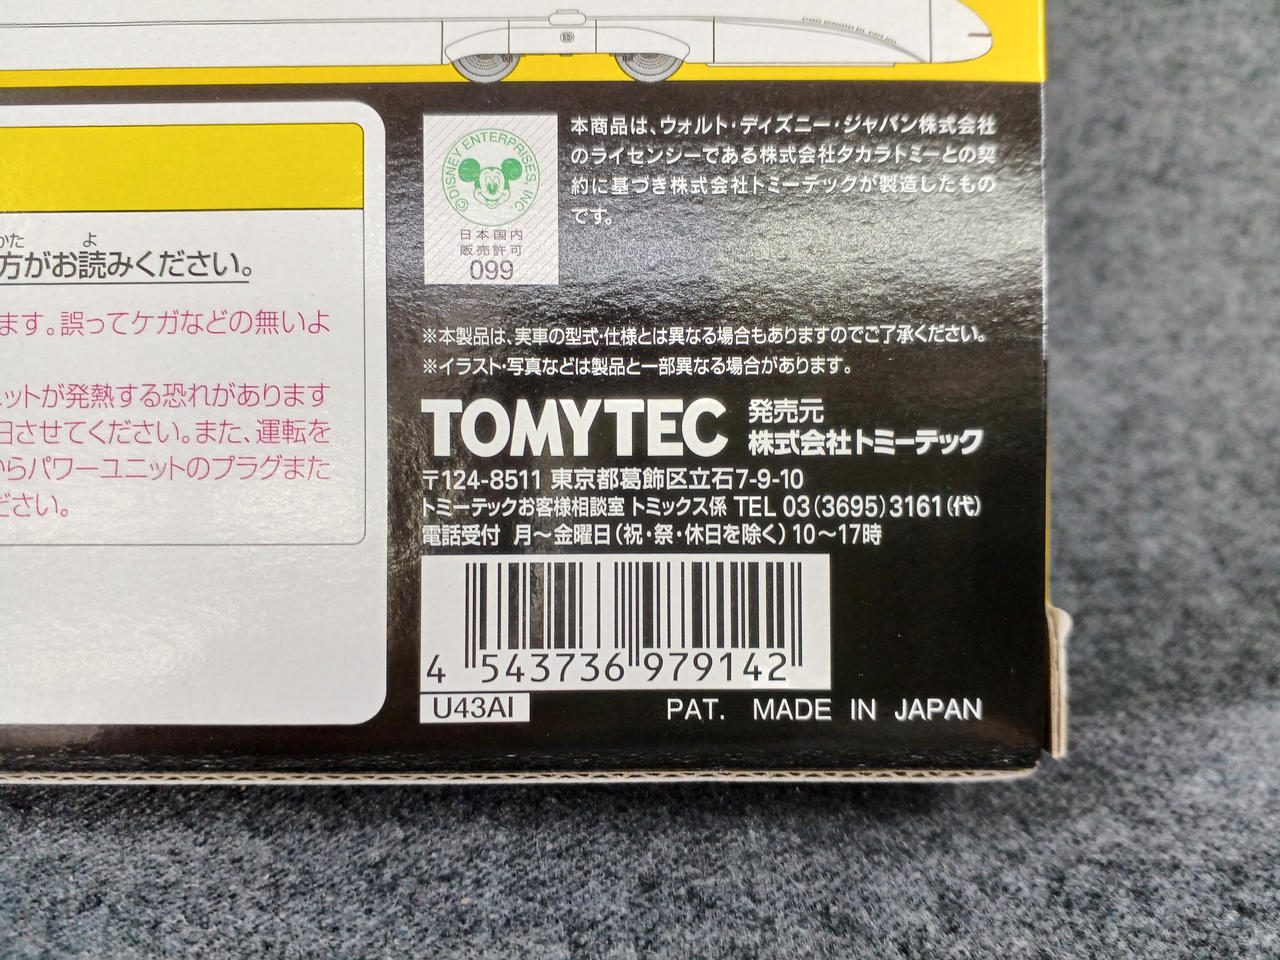 かた よ
方がお読みください。
ます。誤ってケガなどの無いよ
ニットが発熱する恐れがあります
させてください。また、運転を
からパワーユニットのプラグまた
ださい。
©DISNEY ENTERPRISES, INC.
日本国内
販売許可
099
本商品は、ウォルト・ディズニー・ジャパン株式会社
のライセンシーである株式会社タカラトミーとの契
約に基づき株式会社トミーテックが製造したもの
です。
※本製品は、実車の型式・仕様とは異なる場合もありますのでご了承ください。
※イラスト・写真などは製品と一部異なる場合があります。
TOMYTEC 発売元
株式会社トミーテック
〒124-8511 東京都葛飾区立石7-9-10
トミーテックお客様相談室 トミックス係 TEL 03(3695)3161(代)
電話受付 月〜金曜日(祝・祭・休日を除く)10〜17時
4 543736 979142
U43AI
PAT. MADE IN JAPAN